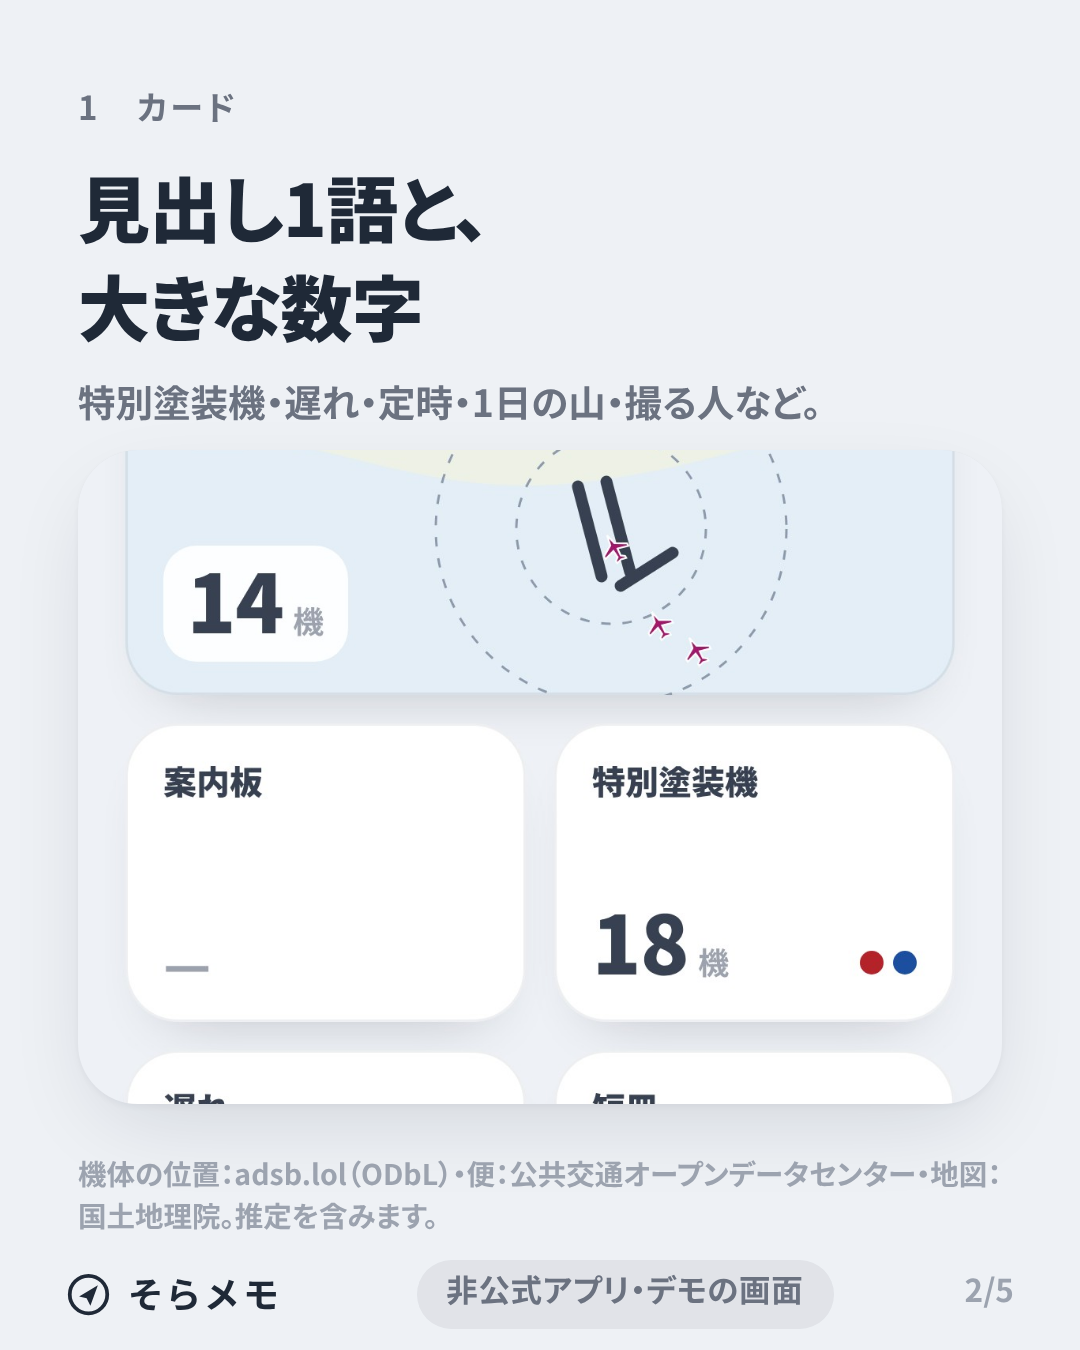 1 カード
見出し1語と、
大きな数字
特別塗装機・遅れ・定時・1日の山・撮る人など。
14 機
案内板
特別塗装機
—
18 機
遅れ
機体の位置：adsb.lol（ODbL）・便：公共交通オープンデータセンター・地図：
国土地理院。推定を含みます。
そらメモ
非公式アプリ・デモの画面
2/5